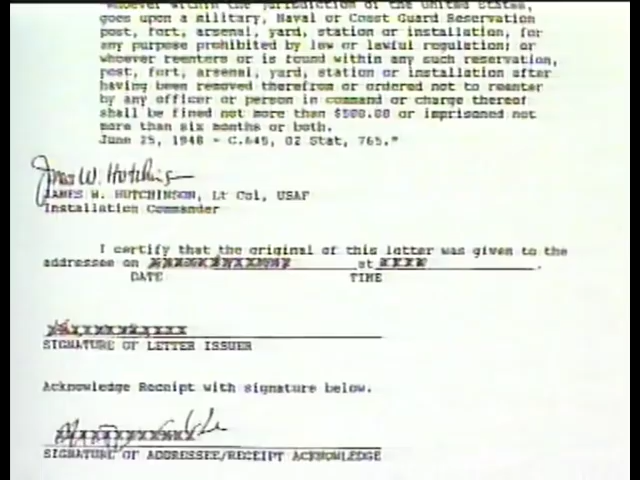 "Whoever within the jurisdiction of the United States,
goes upon a military, Naval or Coast Guard Reservation
post, fort, arsenal, yard, station or installation, for
any purpose prohibited by law or lawful regulation; or
whoever reenters or is found within any such reservation,
post, fort, arsenal, yard, station or installation after
having been removed therefrom or ordered not to reenter
by any officer or person in command or charge thereof
shall be fined not more than $500.00 or imprisoned not
more than six months or both.
June 25, 1948 - C.645, 62 Stat, 765."
James W. Hutchinson
JAMES W. HUTCHINSON, Lt Col, USAF
Installation Commander
I certify that the original of this letter was given to the
addressee on at .
DATE TIME
SIGNATURE OF LETTER ISSUER
Acknowledge Receipt with signature below.
SIGNATURE OF ADDRESSEE/RECEIPT ACKNOWLEDGE